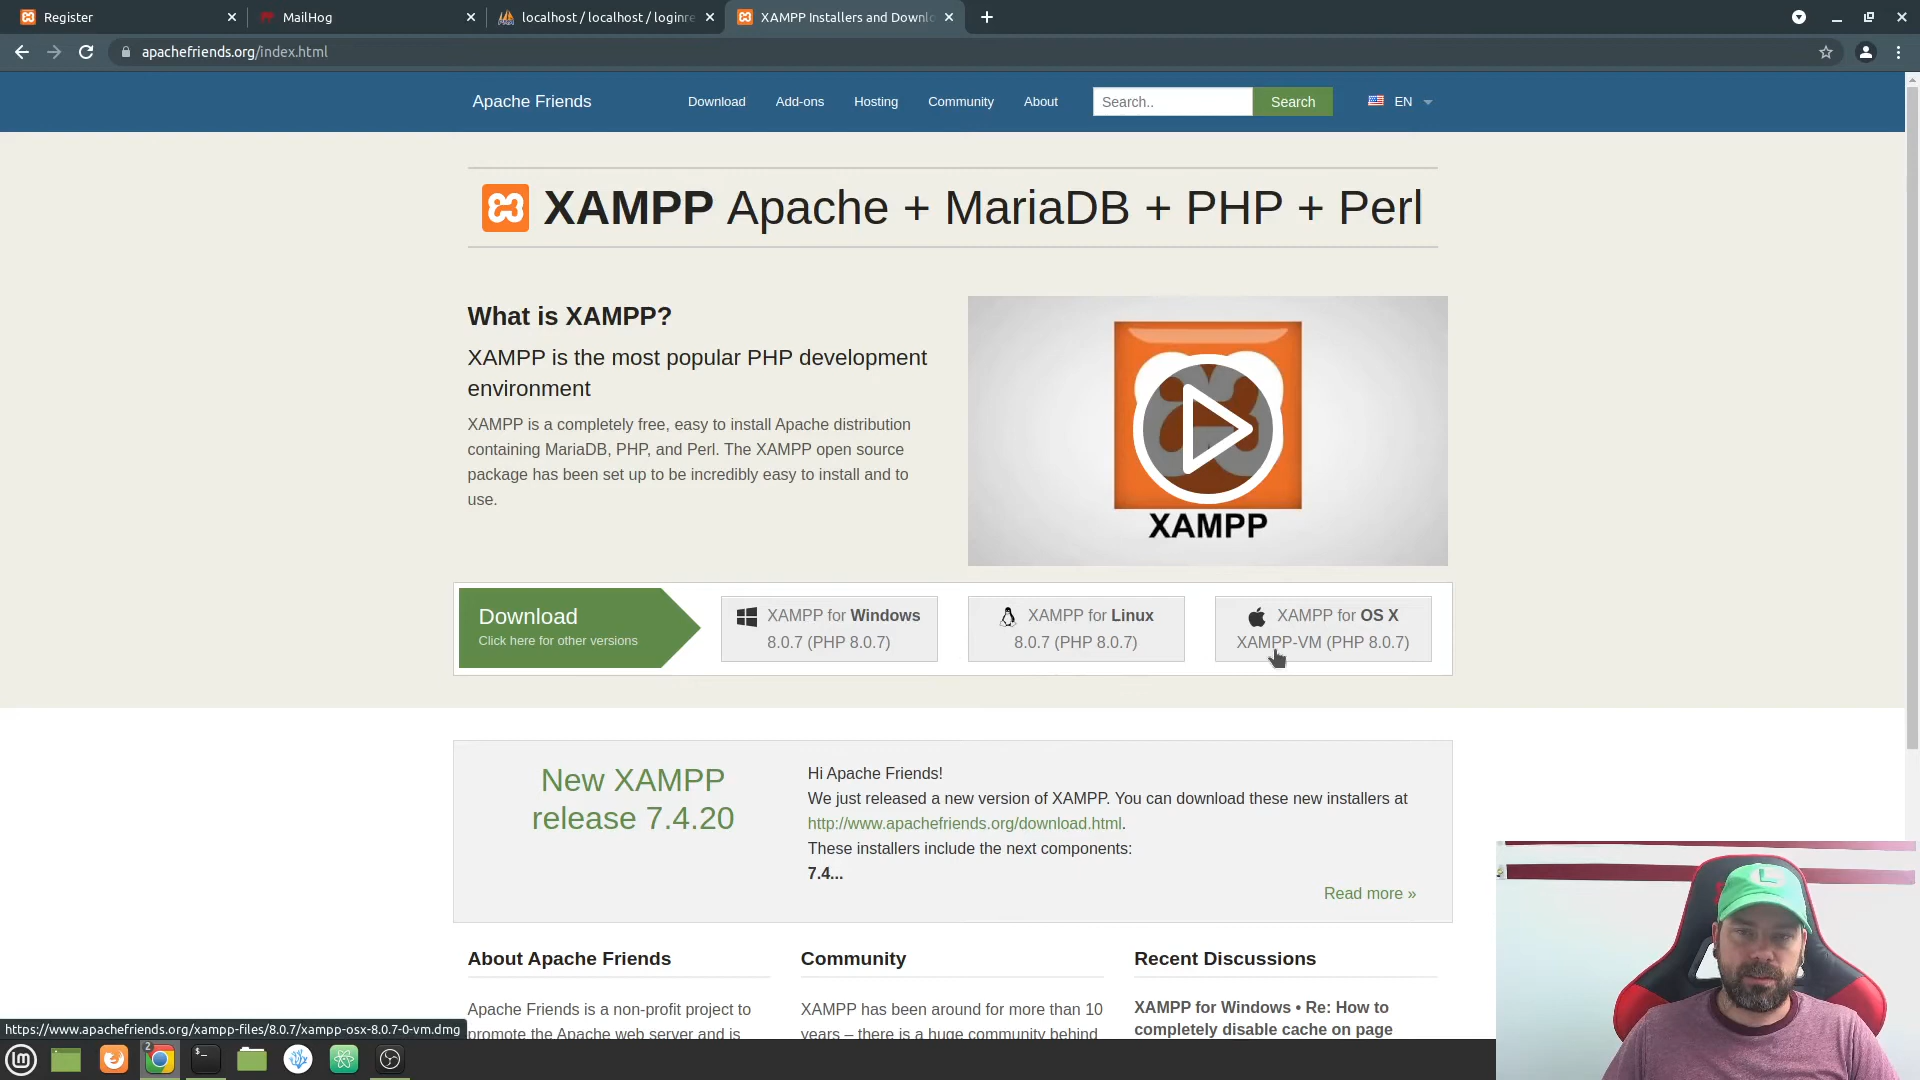 Register
MailHog
localhost / localhost / loginre
XAMPP Installers and Downlo
apachefriends.org/index.html
Apache Friends
Download
Add-ons
Hosting
Community
About
Search..
Search
EN
XAMPP Apache + MariaDB + PHP + Perl
What is XAMPP?
XAMPP is the most popular PHP development
environment
XAMPP is a completely free, easy to install Apache distribution
containing MariaDB, PHP, and Perl. The XAMPP open source
package has been set up to be incredibly easy to install and to
use.
XAMPP
Download
Click here for other versions
XAMPP for Windows
8.0.7 (PHP 8.0.7)
XAMPP for Linux
8.0.7 (PHP 8.0.7)
XAMPP for OS X
XAMPP-VM (PHP 8.0.7)
New XAMPP
release 7.4.20
Hi Apache Friends!
We just released a new version of XAMPP. You can download these new installers at
http://www.apachefriends.org/download.html.
These installers include the next components:
7.4...
Read more »
About Apache Friends
Apache Friends is a non-profit project to
promote the Apache web server and is
Community
XAMPP has been around for more than 10
years – there is a huge community behind
Recent Discussions
XAMPP for Windows • Re: How to
completely disable cache on page
https://www.apachefriends.org/xampp-files/8.0.7/xampp-osx-8.0.7-0-vm.dmg
2
L